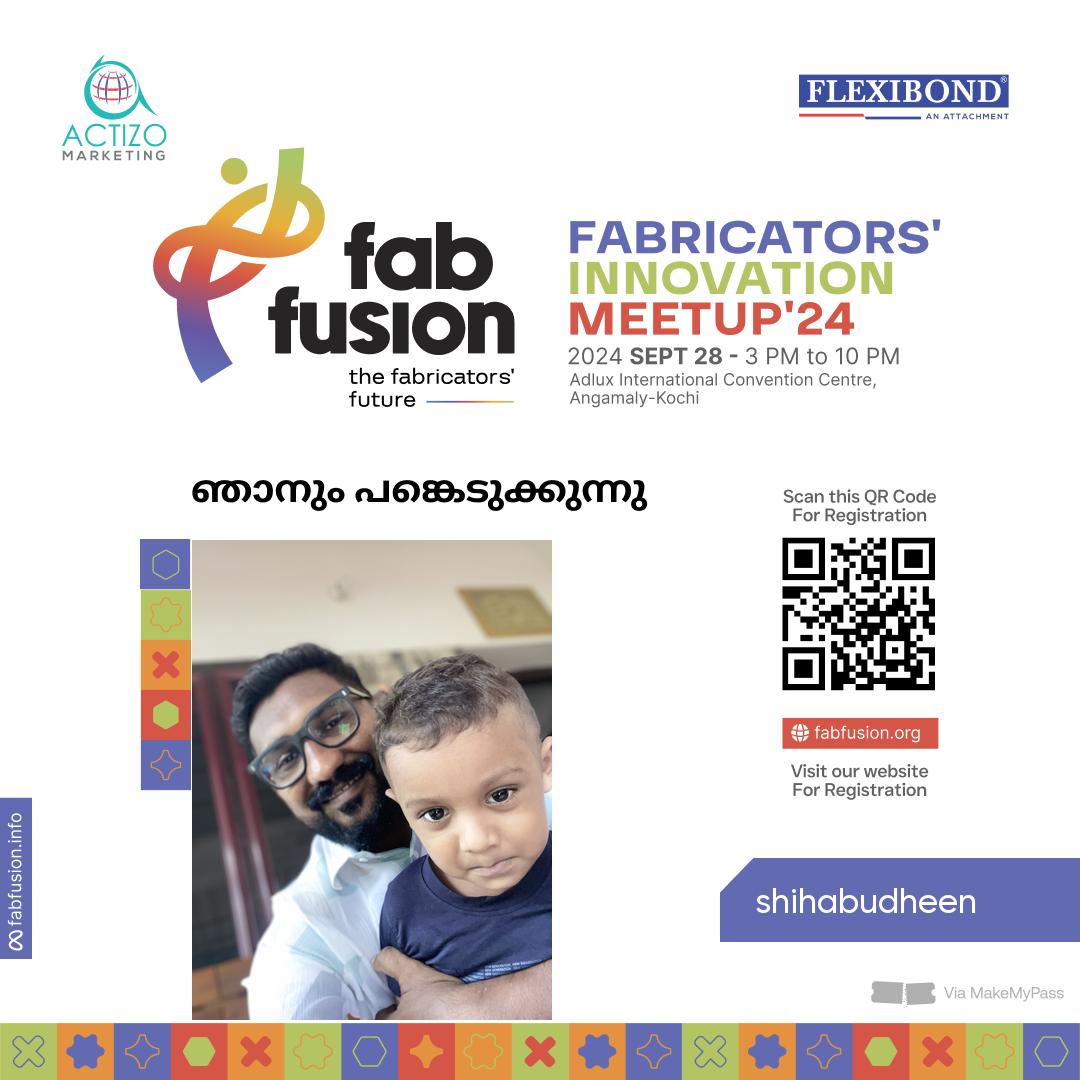 ACTIZO
MARKETING
FLEXIBOND®
AN ATTACHMENT
fab
fusion
the fabricators'
future
FABRICATORS'
INNOVATION
MEETUP'24
2024 SEPT 28 - 3 PM to 10 PM
Adlux International Convention Centre,
Angamaly-Kochi
ഞാനും പങ്കെടുക്കുന്നു
Scan this QR Code
For Registration
fabfusion.org
Visit our website
For Registration
fabfusion.info
shihabudheen
Via MakeMyPass